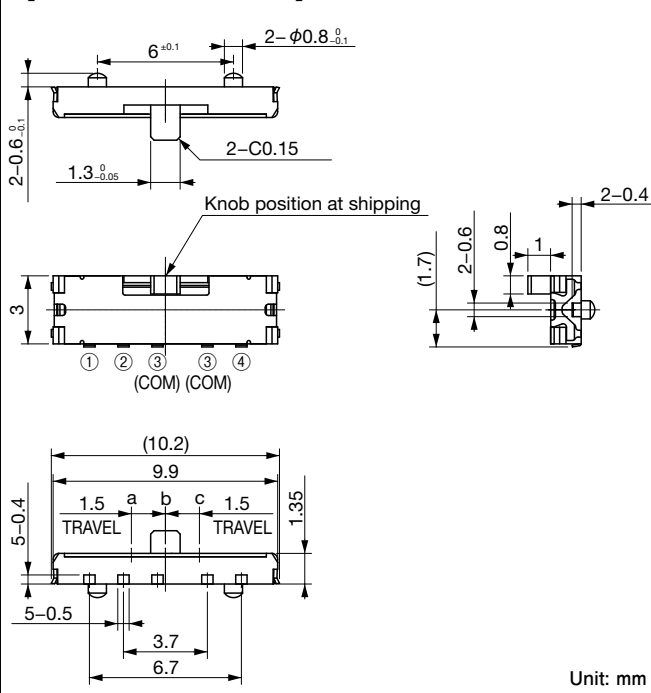 6 ±0.1
2–ϕ0.8 0 –0.1
2–0.6 0 –0.1
2–C0.15
1.3 0 –0.05
Knob position at shipping
2–0.4
(1.7)
2–0.6
0.8
1
3
① ② ③ ③ ④
(COM) (COM)
(10.2)
9.9
1.5 a b c 1.5
TRAVEL TRAVEL
5–0.4
1.35
5–0.5
3.7
6.7
Unit: mm